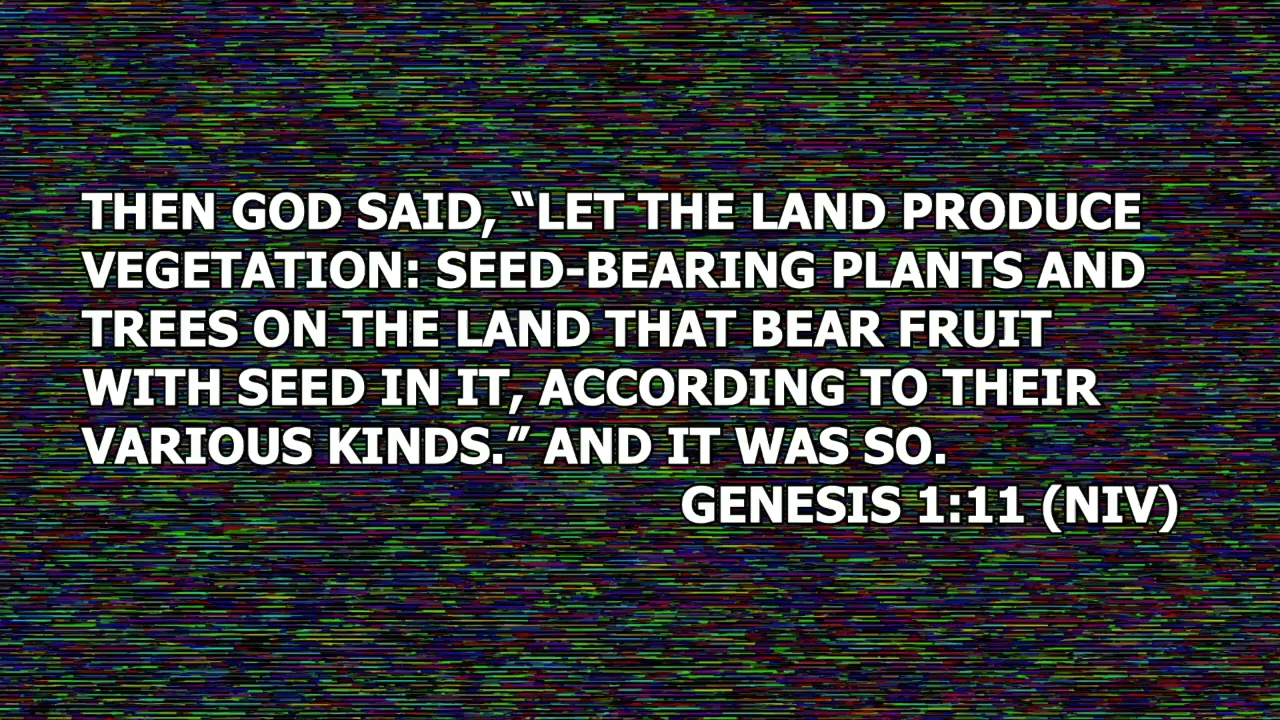 THEN GOD SAID, “LET THE LAND PRODUCE
VEGETATION: SEED-BEARING PLANTS AND
TREES ON THE LAND THAT BEAR FRUIT
WITH SEED IN IT, ACCORDING TO THEIR
VARIOUS KINDS.” AND IT WAS SO.
GENESIS 1:11 (NIV)